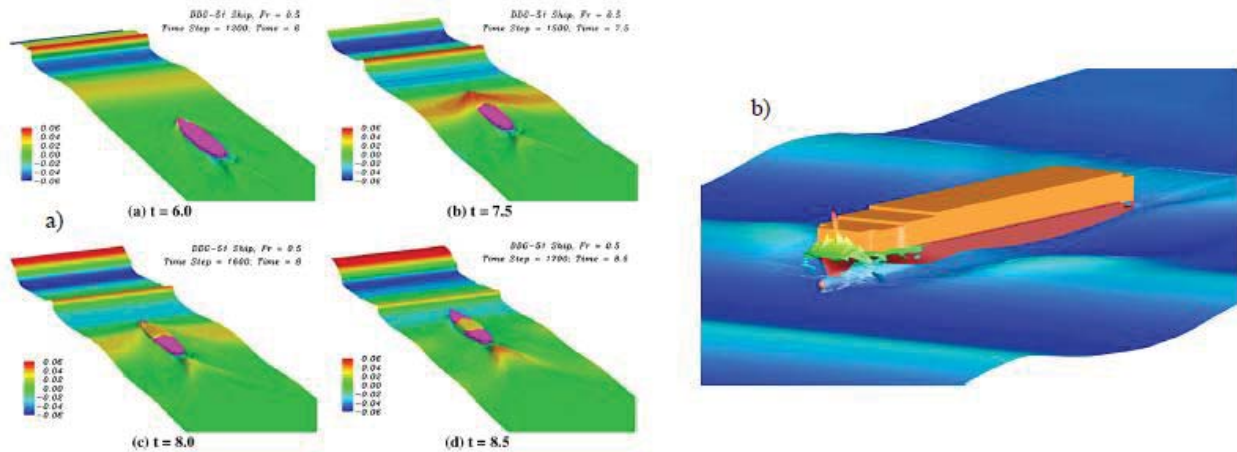 DDG-51 Ship, Fr = 0.5
Time Step = 1200; Time = 6
0.06
0.04
0.02
0.00
-0.02
-0.04
-0.06
(a) t = 6.0
DDG-51 Ship, Fr = 0.5
Time Step = 1500; Time = 7.5
0.06
0.04
0.02
0.00
-0.02
-0.04
-0.06
(b) t = 7.5
a)
DDG-51 Ship, Fr = 0.5
Time Step = 1600; Time = 8
0.06
0.04
0.02
0.00
-0.02
-0.04
-0.06
(c) t = 8.0
DDG-51 Ship, Fr = 0.5
Time Step = 1700; Time = 8.5
0.06
0.04
0.02
0.00
-0.02
-0.04
-0.06
(d) t = 8.5
b)